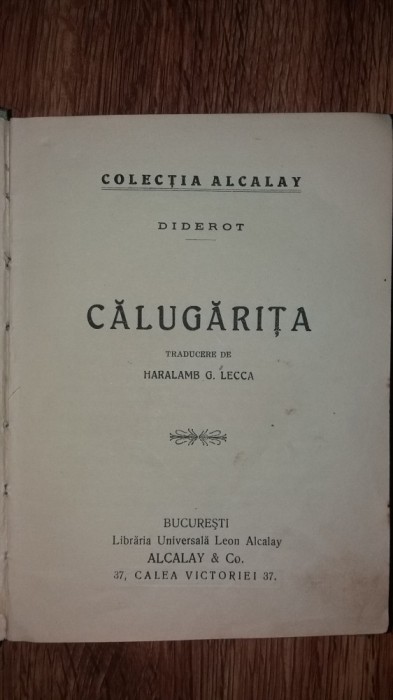 COLECȚIA ALCALAY
DIDEROT
CĂLUGĂRIȚA
TRADUCERE DE
HARALAMB G. LECCA
BUCUREȘTI
Librăria Universală Leon Alcalay
ALCALAY & Co.
37, CALEA VICTORIEI 37.